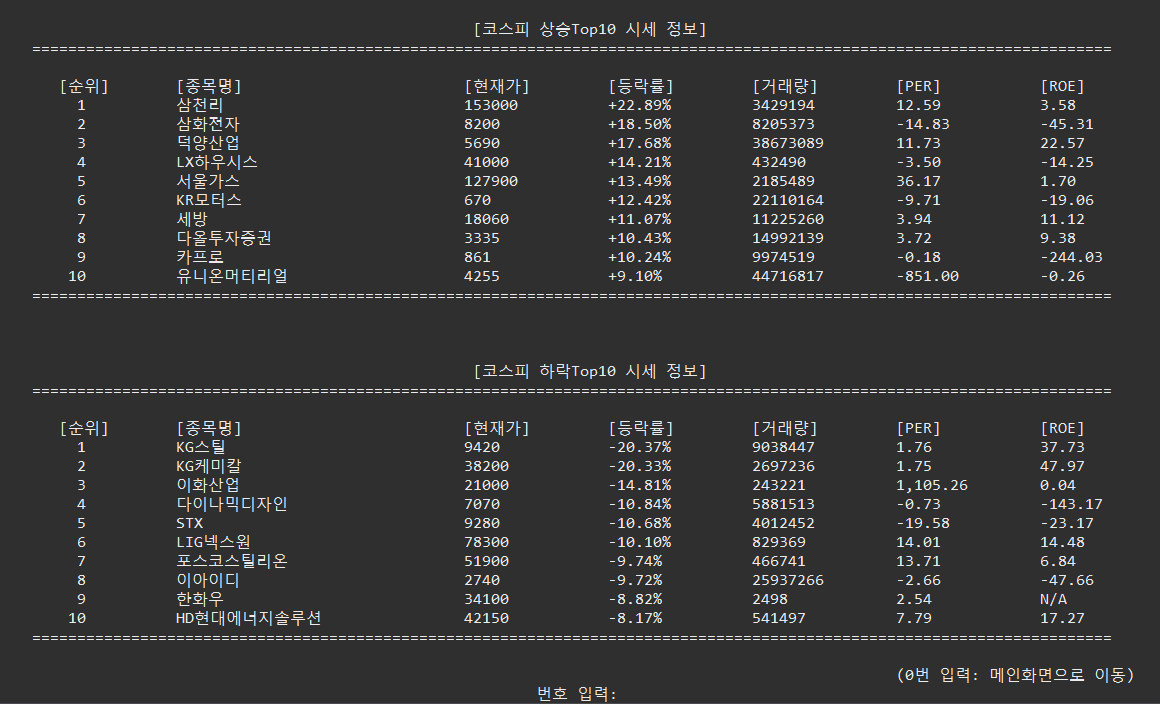 [코스피 상승Top10 시세 정보]
========================================================================================================================
[순위] [종목명] [현재가] [등락률] [거래량] [PER] [ROE]
1 삼천리 153000 +22.89% 3429194 12.59 3.58
2 삼화전자 8200 +18.50% 8205373 -14.83 -45.31
3 덕양산업 5690 +17.68% 38673089 11.73 22.57
4 LX하우시스 41000 +14.21% 432490 -3.50 -14.25
5 서울가스 127900 +13.49% 2185489 36.17 1.70
6 KR모터스 670 +12.42% 22110164 -9.71 -19.06
7 세방 18060 +11.07% 11225260 3.94 11.12
8 다올투자증권 3335 +10.43% 14992139 3.72 9.38
9 카프로 861 +10.24% 9974519 -0.18 -244.03
10 유니온머티리얼 4255 +9.10% 44716817 -851.00 -0.26
========================================================================================================================
[코스피 하락Top10 시세 정보]
========================================================================================================================
[순위] [종목명] [현재가] [등락률] [거래량] [PER] [ROE]
1 KG스틸 9420 -20.37% 9038447 1.76 37.73
2 KG케미칼 38200 -20.33% 2697236 1.75 47.97
3 이화산업 21000 -14.81% 243221 1,105.26 0.04
4 다이나믹디자인 7070 -10.84% 5881513 -0.73 -143.17
5 STX 9280 -10.68% 4012452 -19.58 -23.17
6 LIG넥스원 78300 -10.10% 829369 14.01 14.48
7 포스코스틸리온 51900 -9.74% 466741 13.71 6.84
8 이아이디 2740 -9.72% 25937266 -2.66 -47.66
9 한화우 34100 -8.82% 2498 2.54 N/A
10 HD현대에너지솔루션 42150 -8.17% 541497 7.79 17.27
========================================================================================================================
(0번 입력: 메인화면으로 이동)
번호 입력: